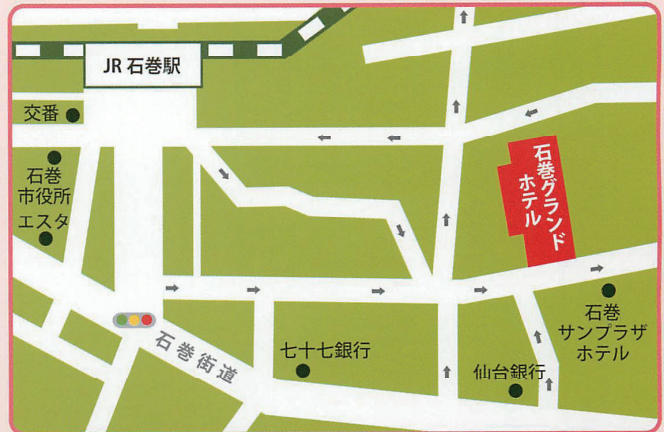 JR 石巻駅
交番
石巻
市役所
エスタ
石巻グランド
ホテル
石巻街道
七十七銀行
仙台銀行
石巻
サンプラザ
ホテル